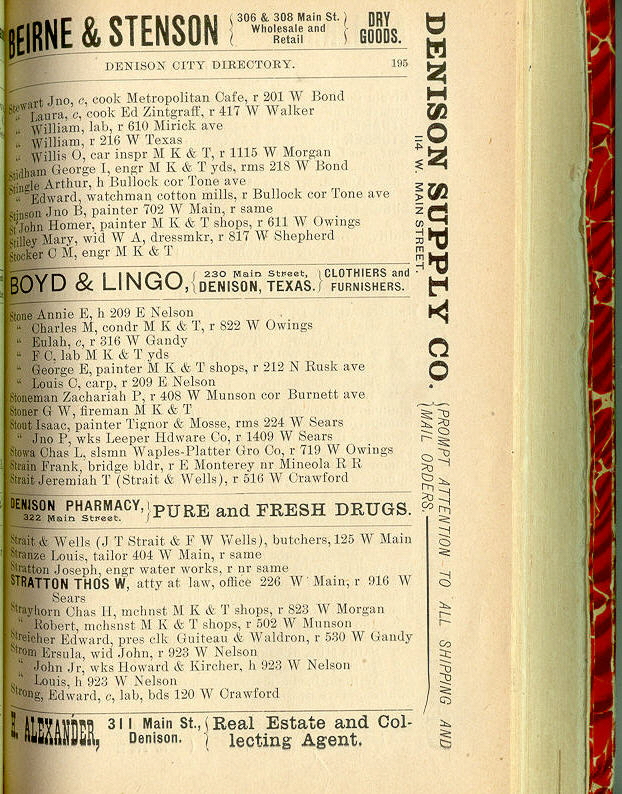 BEIRNE & STENSON { 306 & 308 Main St. Wholesale and Retail } DRY GOODS.
DENISON CITY DIRECTORY. 195
Stewart Jno, c, cook Metropolitan Cafe, r 201 W Bond
“ Laura, c, cook Ed Zintgraff, r 417 W Walker
“ William, lab, r 610 Mirick ave
“ William, r 216 W Texas
“ Willis O, car inspr M K & T, r 1115 W Morgan
Stidham George I, engr M K & T yds, rms 218 W Bond
Stingle Arthur, h Bullock cor Tone ave
“ Edward, watchman cotton mills, r Bullock cor Tone ave
Stinson Jno B, painter 702 W Main, r same
St John Homer, painter M K & T shops, r 611 W Owings
Stilley Mary, wid W A, dressmkr, r 817 W Shepherd
Stocker C M, engr M K & T
BOYD & LINGO, { 230 Main Street, DENISON, TEXAS. } CLOTHIERS and FURNISHERS.
Stone Annie E, h 209 E Nelson
“ Charles M, condr M K & T, r 822 W Owings
“ Eulah, c, r 316 W Gandy
“ F C, lab M K & T yds
“ George E, painter M K & T shops, r 212 N Rusk ave
“ Louis C, carp, r 209 E Nelson
Stoneman Zachariah P, r 408 W Munson cor Burnett ave
Stoner G W, fireman M K & T
Stout Isaac, painter Tignor & Mosse, rms 224 W Sears
“ Jno P, wks Leeper Hdware Co, r 1409 W Sears
Stowa Chas L, slsmn Waples-Platter Gro Co, r 719 W Owings
Strain Frank, bridge bldr, r E Monterey nr Mineola R R
Strait Jeremiah T (Strait & Wells), r 516 W Crawford
DENISON PHARMACY, 322 Main Street. } PURE and FRESH DRUGS.
Strait & Wells (J T Strait & F W Wells), butchers, 125 W Main
Stranze Louis, tailor 404 W Main, r same
Stratton Joseph, engr water works, r nr same
STRATTON THOS W, atty at law, office 226 W Main, r 916 W
Sears
Strayhorn Chas H, mchnst M K & T shops, r 823 W Morgan
“ Robert, mchsnst M K & T shops, r 502 W Munson
Streicher Edward, pres clk Guiteau & Waldron, r 530 W Gandy
Strom Ersula, wid John, r 923 W Nelson
“ John Jr, wks Howard & Kircher, h 923 W Nelson
“ Louis, h 923 W Nelson
Strong, Edward, c, lab, bds 120 W Crawford
ALEXANDER, 311 Main St., Denison. { Real Estate and Collecting Agent.
DENISON SUPPLY CO.
114 W. MAIN STREET.
{ PROMPT ATTENTION TO ALL SHIPPING AND
MAIL ORDERS.